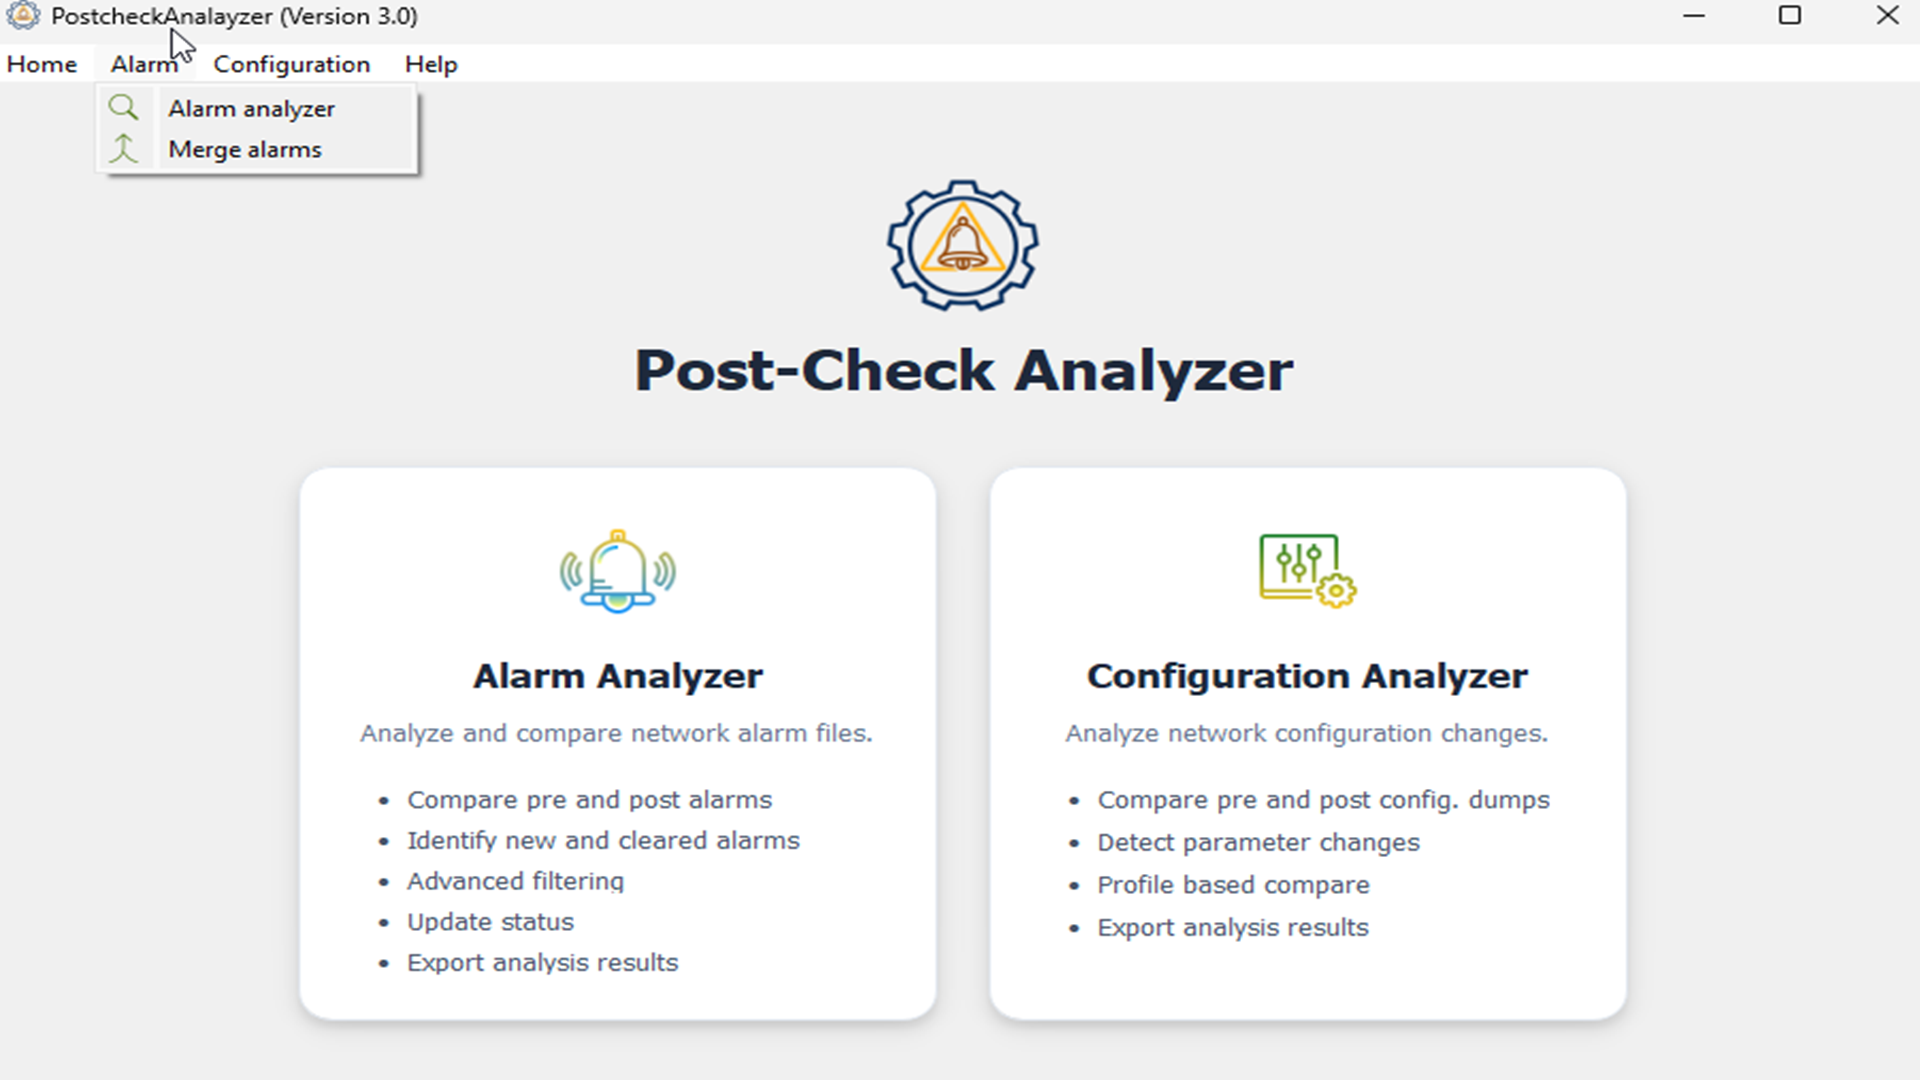 PostcheckAnalayzer (Version 3.0)
Home Alarm Configuration Help
Alarm analyzer
Merge alarms
Post-Check Analyzer
Alarm Analyzer
Analyze and compare network alarm files.
• Compare pre and post alarms
• Identify new and cleared alarms
• Advanced filtering
• Update status
• Export analysis results
Configuration Analyzer
Analyze network configuration changes.
• Compare pre and post config. dumps
• Detect parameter changes
• Profile based compare
• Export analysis results